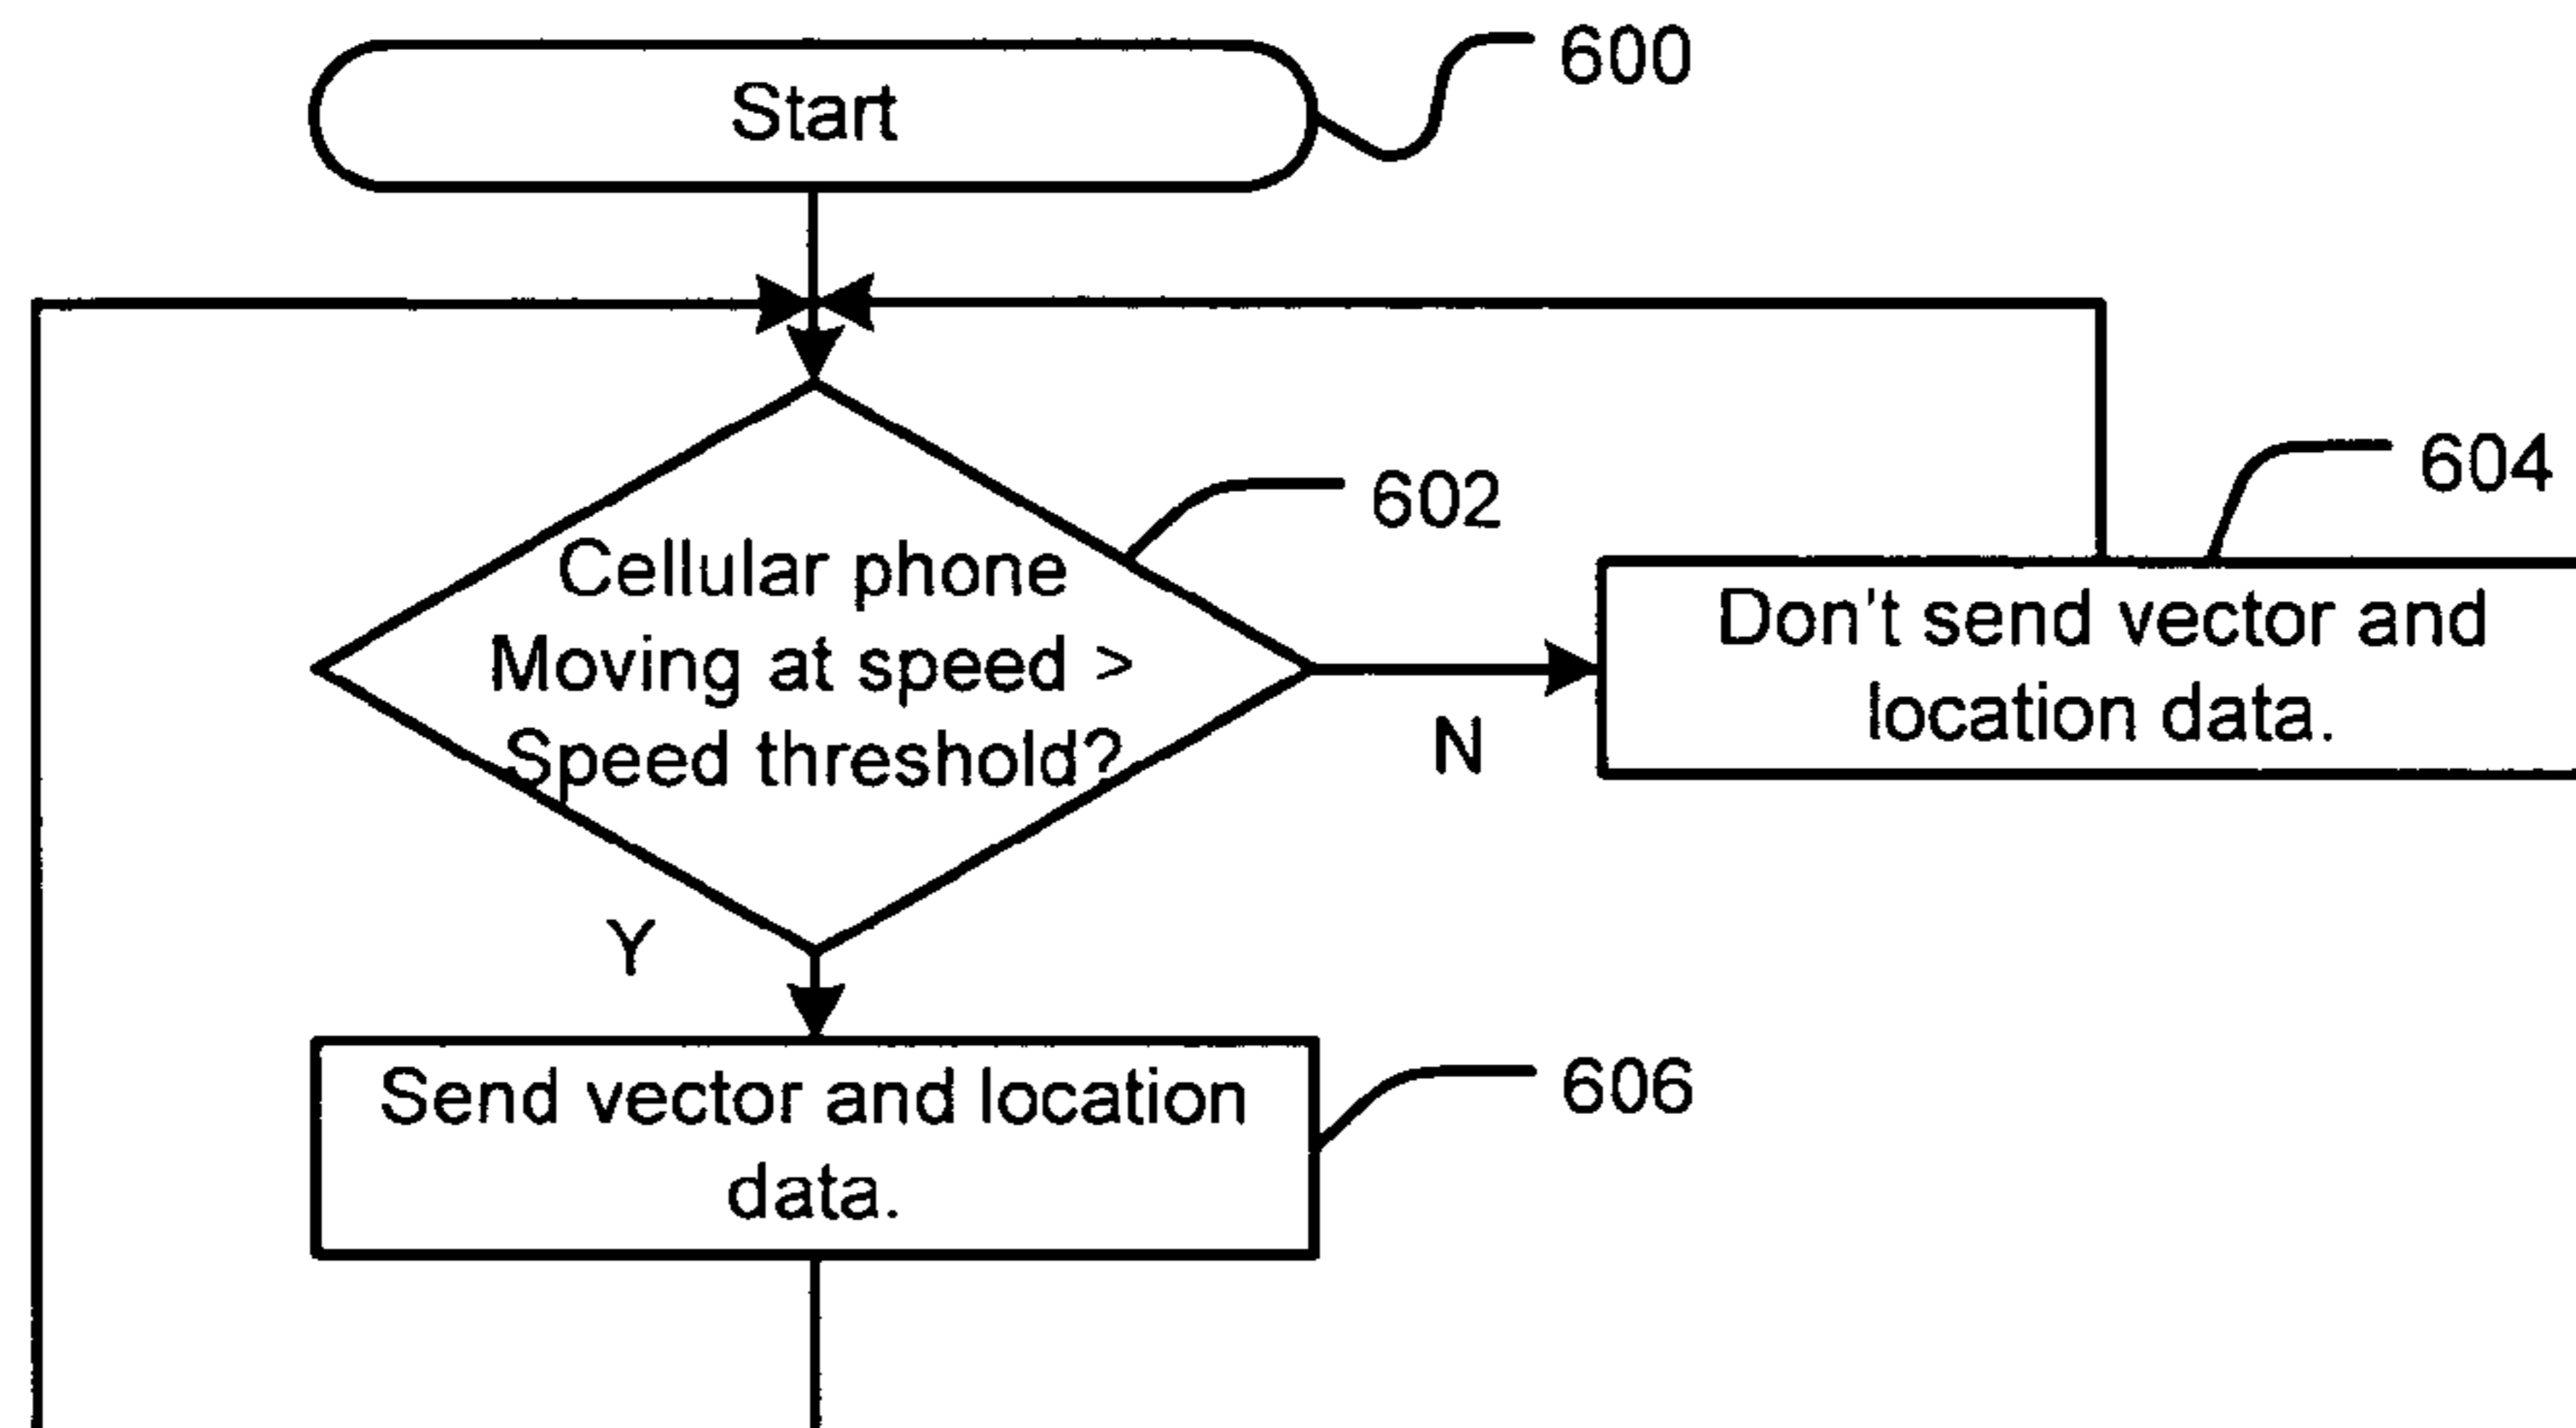 Start
600
Cellular phone
Moving at speed >
Speed threshold?
602
N
Don't send vector and
location data.
604
Y
Send vector and location
data.
606